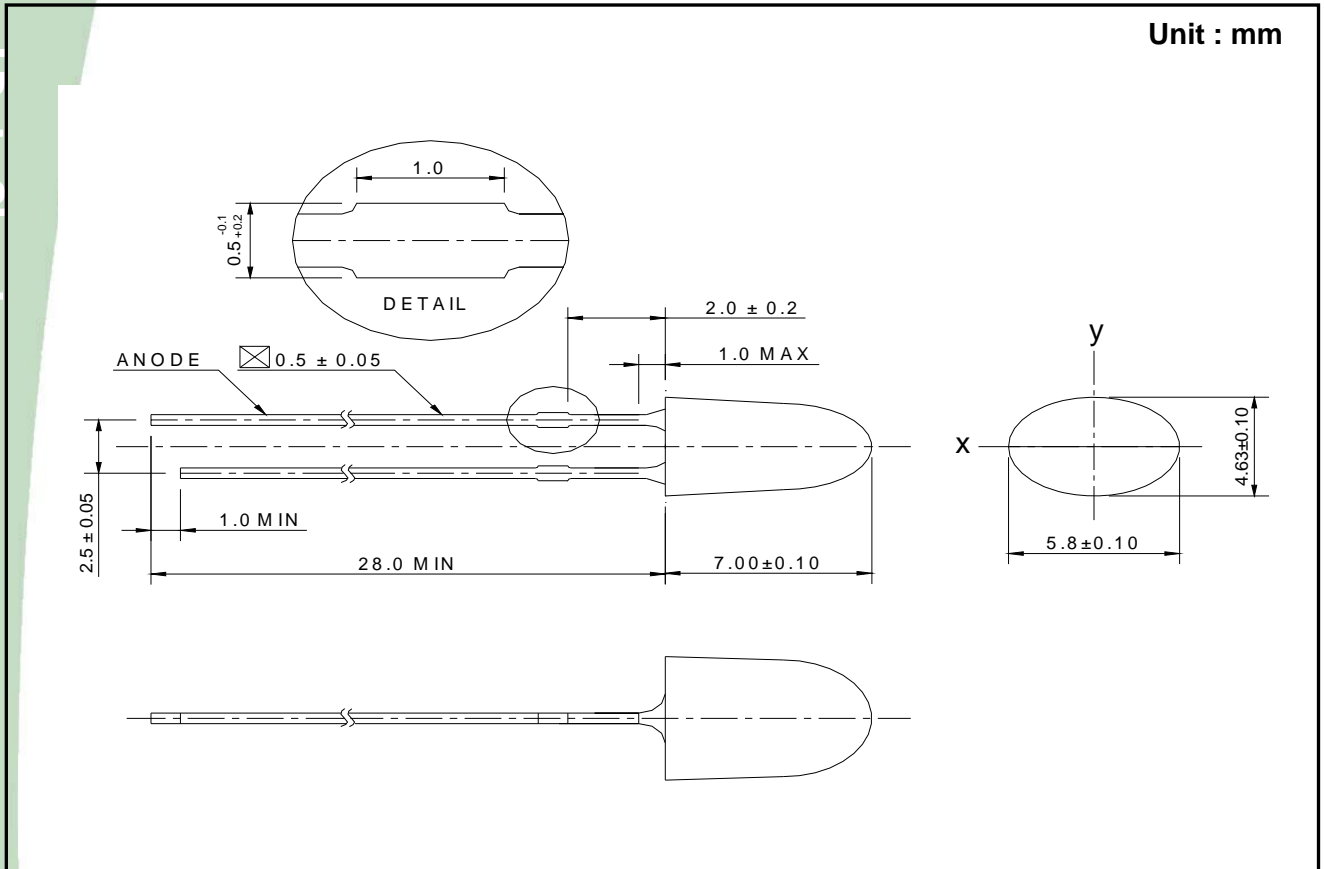 Unit : mm
1.0
-0.1
0.5 +0.2
DETAIL
2.0 ± 0.2
1.0 MAX
ANODE
0.5 ± 0.05
y
x
4.63±0.10
5.8±0.10
2.5 ± 0.05
1.0 MIN
28.0 MIN
7.00±0.10